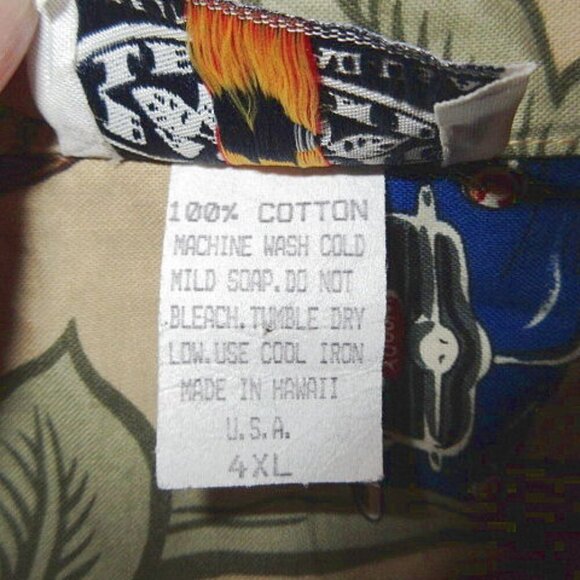 100% COTTON
MACHINE WASH COLD
MILD SOAP.DO NOT
BLEACH.TUMBLE DRY
LOW.USE COOL IRON
MADE IN HAWAII
U.S.A.
4XL